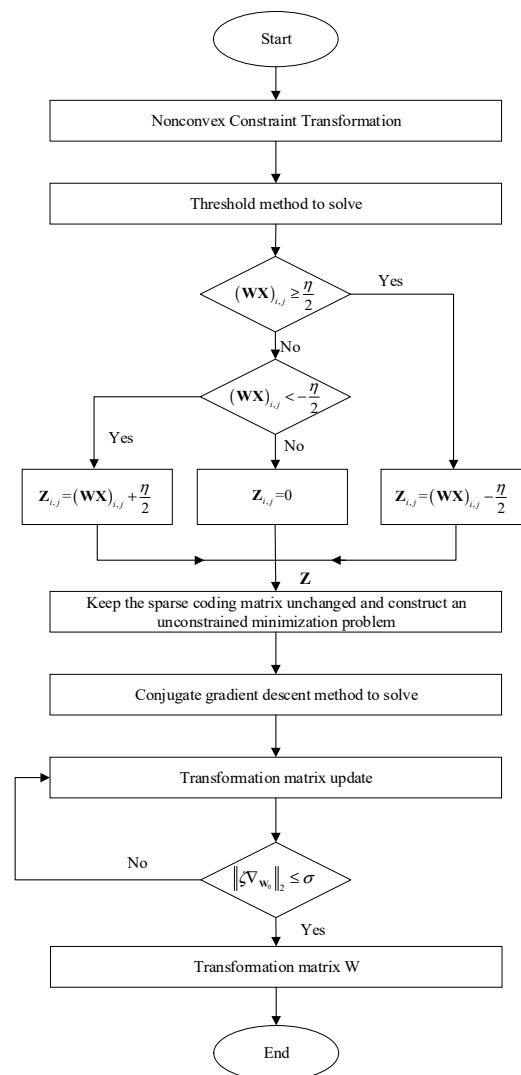 Start
Nonconvex Constraint Transformation
Threshold method to solve
(WX)_{i,j} ≥ η/2
Yes
No
(WX)_{i,j} < -η/2
Yes
No
Z_{i,j}=(WX)_{i,j}+η/2
Z_{i,j}=0
Z_{i,j}=(WX)_{i,j}-η/2
Z
Keep the sparse coding matrix unchanged and construct an
unconstrained minimization problem
Conjugate gradient descent method to solve
Transformation matrix update
No
‖ζ∇_{W_0}‖_2 ≤ σ
Yes
Transformation matrix W
End